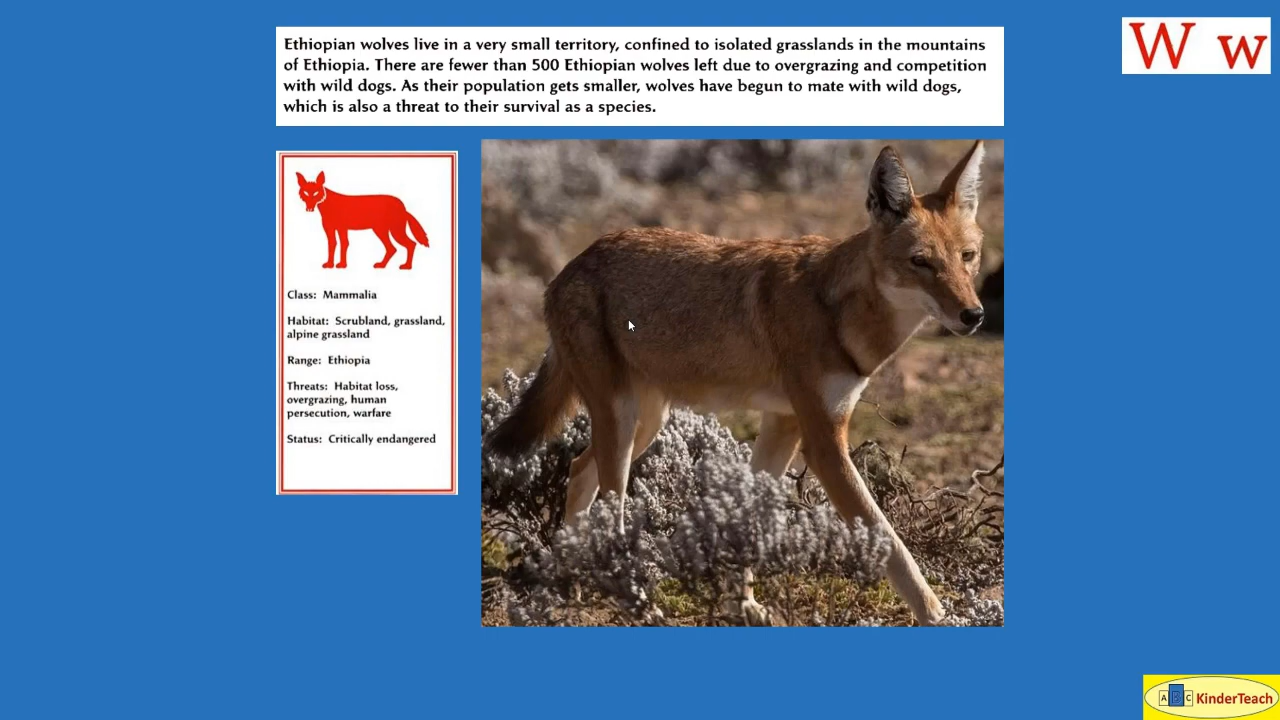 Ethiopian wolves live in a very small territory, confined to isolated grasslands in the mountains
of Ethiopia. There are fewer than 500 Ethiopian wolves left due to overgrazing and competition
with wild dogs. As their population gets smaller, wolves have begun to mate with wild dogs,
which is also a threat to their survival as a species.
W w
Class: Mammalia
Habitat: Scrubland, grassland,
alpine grassland
Range: Ethiopia
Threats: Habitat loss,
overgrazing, human
persecution, warfare
Status: Critically endangered
ABC KinderTeach